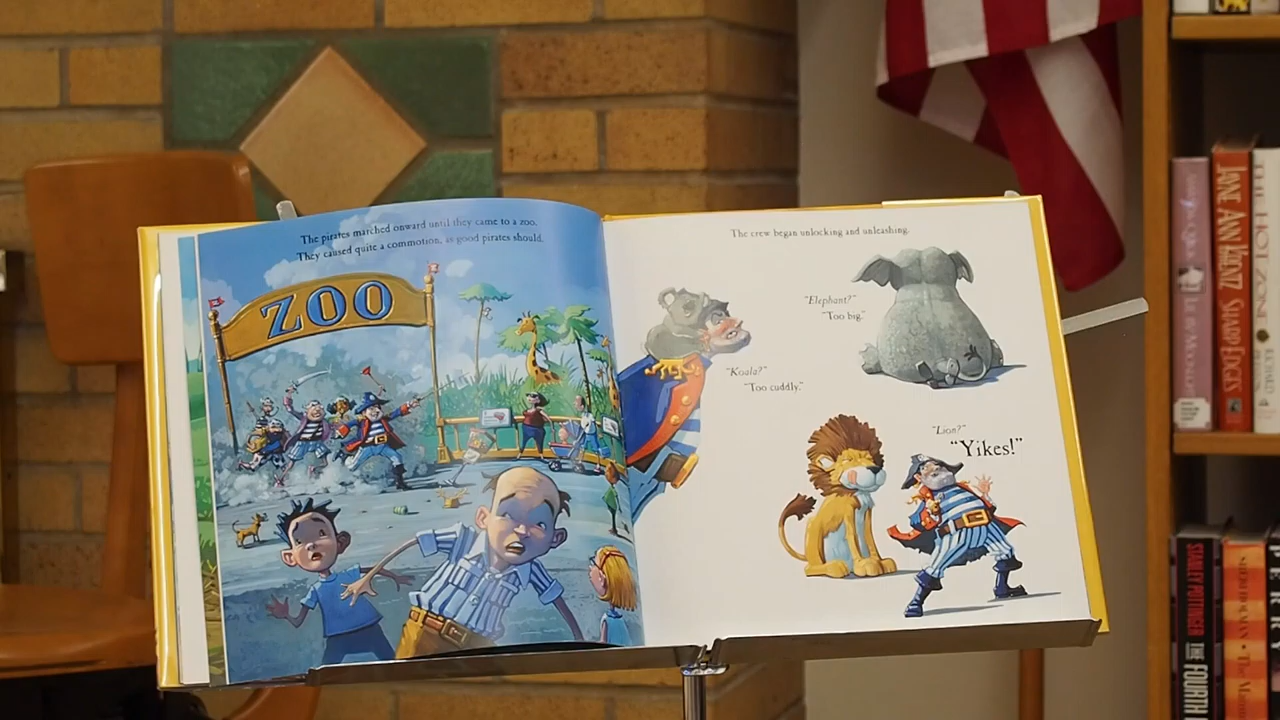 The pirates marched onward until they came to a zoo.
They caused quite a commotion, as good pirates should.
ZOO
The crew began unlocking and unleashing.
"Elephant?"
"Too big."
"Koala?"
"Too cuddly."
"Lion?"
"Yikes!"
JAYNE ANN KRENTZ SHARP EDGES
THE HOT ZONE
STANLEY POTTINGER THE FOURTH